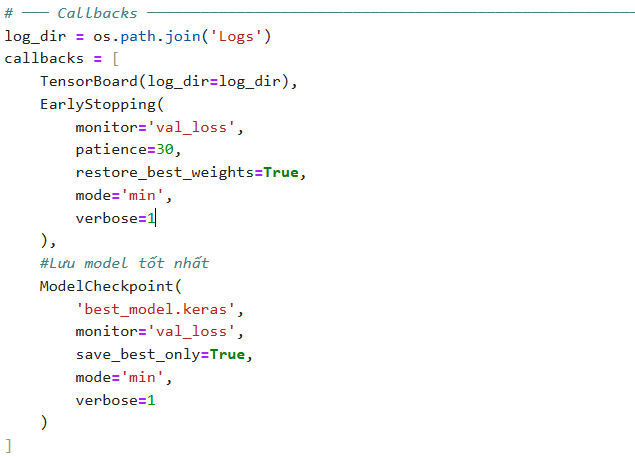 # ─── Callbacks ──────────────────────────────────────────────────────
log_dir = os.path.join('Logs')
callbacks = [
    TensorBoard(log_dir=log_dir),
    EarlyStopping(
        monitor='val_loss',
        patience=30,
        restore_best_weights=True,
        mode='min',
        verbose=1
    ),
    #Lưu model tốt nhất
    ModelCheckpoint(
        'best_model.keras',
        monitor='val_loss',
        save_best_only=True,
        mode='min',
        verbose=1
    )
]